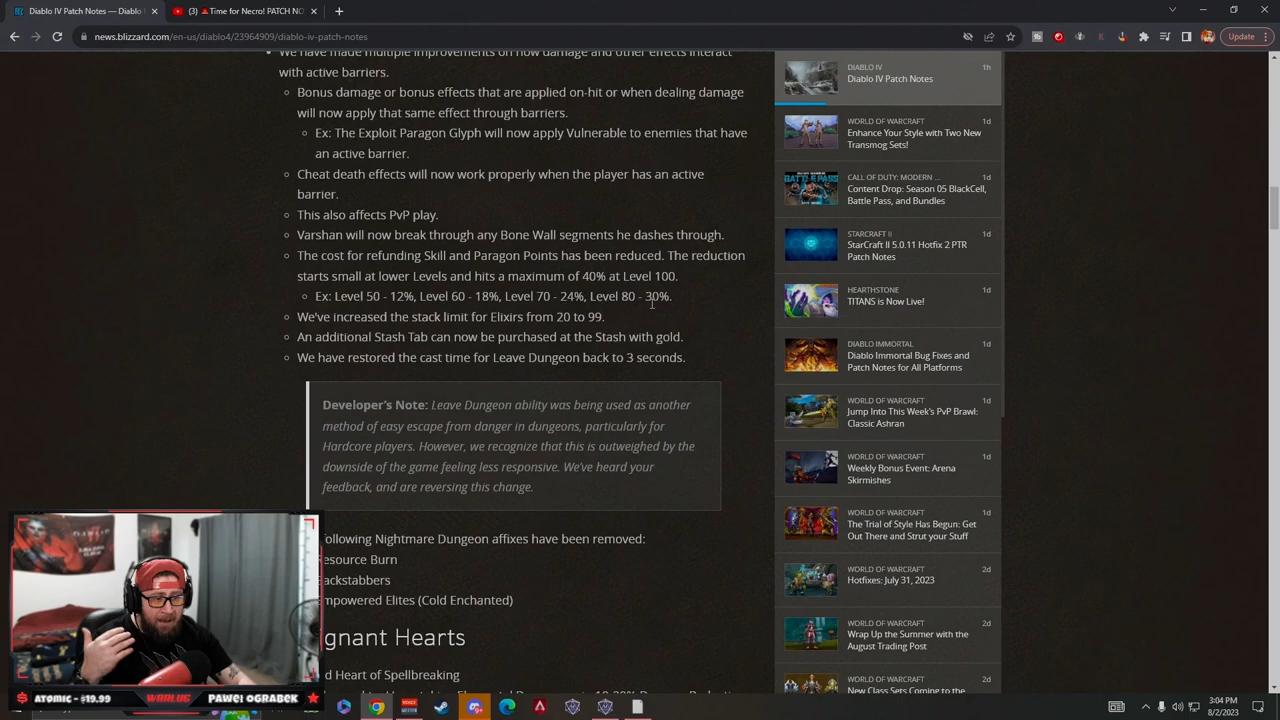 Diablo IV Patch Notes — Diablo I
(3) Time for Necro! PATCH NO
news.blizzard.com/en-us/diablo4/23964909/diablo-iv-patch-notes
Update
We have made multiple improvements on how damage and other effects interact
with active barriers.
Bonus damage or bonus effects that are applied on-hit or when dealing damage
will now apply that same effect through barriers.
Ex: The Exploit Paragon Glyph will now apply Vulnerable to enemies that have
an active barrier.
Cheat death effects will now work properly when the player has an active
barrier.
This also affects PvP play.
Varshan will now break through any Bone Wall segments he dashes through.
The cost for refunding Skill and Paragon Points has been reduced. The reduction
starts small at lower Levels and hits a maximum of 40% at Level 100.
Ex: Level 50 - 12%, Level 60 - 18%, Level 70 - 24%, Level 80 - 30%.
We've increased the stack limit for Elixirs from 20 to 99.
An additional Stash Tab can now be purchased at the Stash with gold.
We have restored the cast time for Leave Dungeon back to 3 seconds.
Developer's Note: Leave Dungeon ability was being used as another
method of easy escape from danger in dungeons, particularly for
Hardcore players. However, we recognize that this is outweighed by the
downside of the game feeling less responsive. We've heard your
feedback, and are reversing this change.
following Nightmare Dungeon affixes have been removed:
esource Burn
ackstabbers
mpowered Elites (Cold Enchanted)
gnant Hearts
d Heart of Spellbreaking
DIABLO IV 1h
Diablo IV Patch Notes
WORLD OF WARCRAFT 1d
Enhance Your Style with Two New
Transmog Sets!
CALL OF DUTY: MODERN ... 1d
Content Drop: Season 05 BlackCell,
Battle Pass, and Bundles
BATTLE PASS
STARCRAFT II 1d
StarCraft II 5.0.11 Hotfix 2 PTR
Patch Notes
HEARTHSTONE 1d
TITANS is Now Live!
DIABLO IMMORTAL 1d
Diablo Immortal Bug Fixes and
Patch Notes for All Platforms
WORLD OF WARCRAFT 1d
Jump Into This Week's PvP Brawl:
Classic Ashran
WORLD OF WARCRAFT 1d
Weekly Bonus Event: Arena
Skirmishes
WORLD OF WARCRAFT 1d
The Trial of Style Has Begun: Get
Out There and Strut your Stuff
WORLD OF WARCRAFT 2d
Hotfixes: July 31, 2023
WORLD OF WARCRAFT 2d
Wrap Up the Summer with the
August Trading Post
WORLD OF WARCRAFT 2d
New Class Sets Coming to the
$ ATOMIC - $19.99 WARLUG PAWEł OGRABEK
3:04 PM
8/2/2023